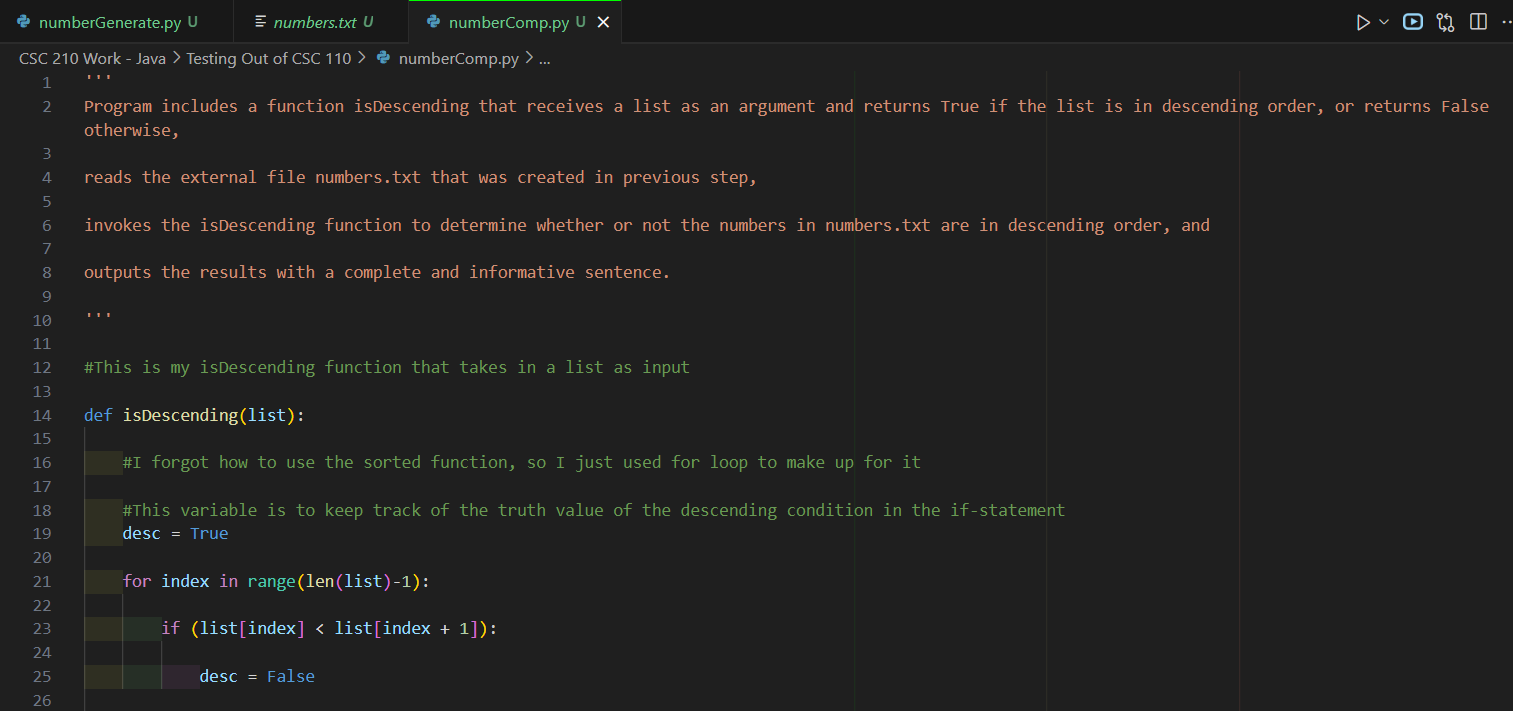 numberGenerate.py U numbers.txt U numberComp.py U
CSC 210 Work - Java > Testing Out of CSC 110 > numberComp.py > ...
1 '''
2 Program includes a function isDescending that receives a list as an argument and returns True if the list is in descending order, or returns False
otherwise,
3
4 reads the external file numbers.txt that was created in previous step,
5
6 invokes the isDescending function to determine whether or not the numbers in numbers.txt are in descending order, and
7
8 outputs the results with a complete and informative sentence.
9
10 '''
11
12 #This is my isDescending function that takes in a list as input
13
14 def isDescending(list):
15
16 #I forgot how to use the sorted function, so I just used for loop to make up for it
17
18 #This variable is to keep track of the truth value of the descending condition in the if-statement
19 desc = True
20
21 for index in range(len(list)-1):
22
23 if (list[index] < list[index + 1]):
24
25 desc = False
26